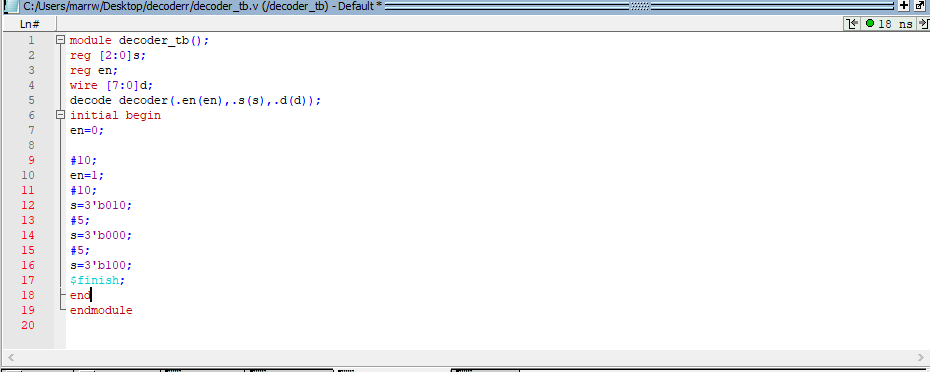 C:/Users/marrw/Desktop/decoderr/decoder_tb.v (/decoder_tb) - Default *
Ln#
18 ns
1 module decoder_tb();
2 reg [2:0]s;
3 reg en;
4 wire [7:0]d;
5 decode decoder(.en(en),.s(s),.d(d));
6 initial begin
7 en=0;
8
9 #10;
10 en=1;
11 #10;
12 s=3'b010;
13 #5;
14 s=3'b000;
15 #5;
16 s=3'b100;
17 $finish;
18 end
19 endmodule
20